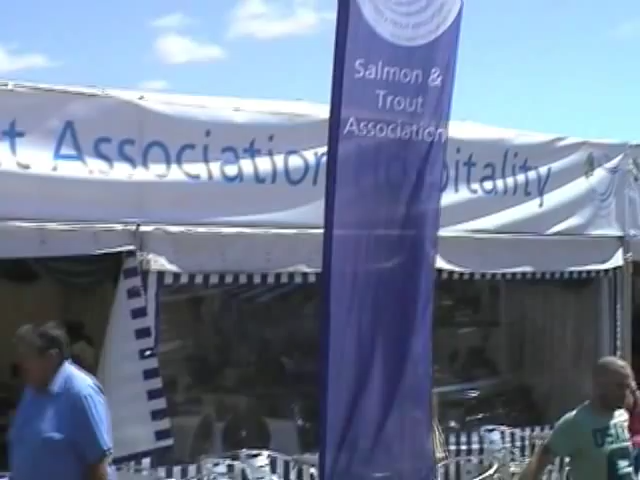 Salmon &
Trout
Association
t Association
pitality